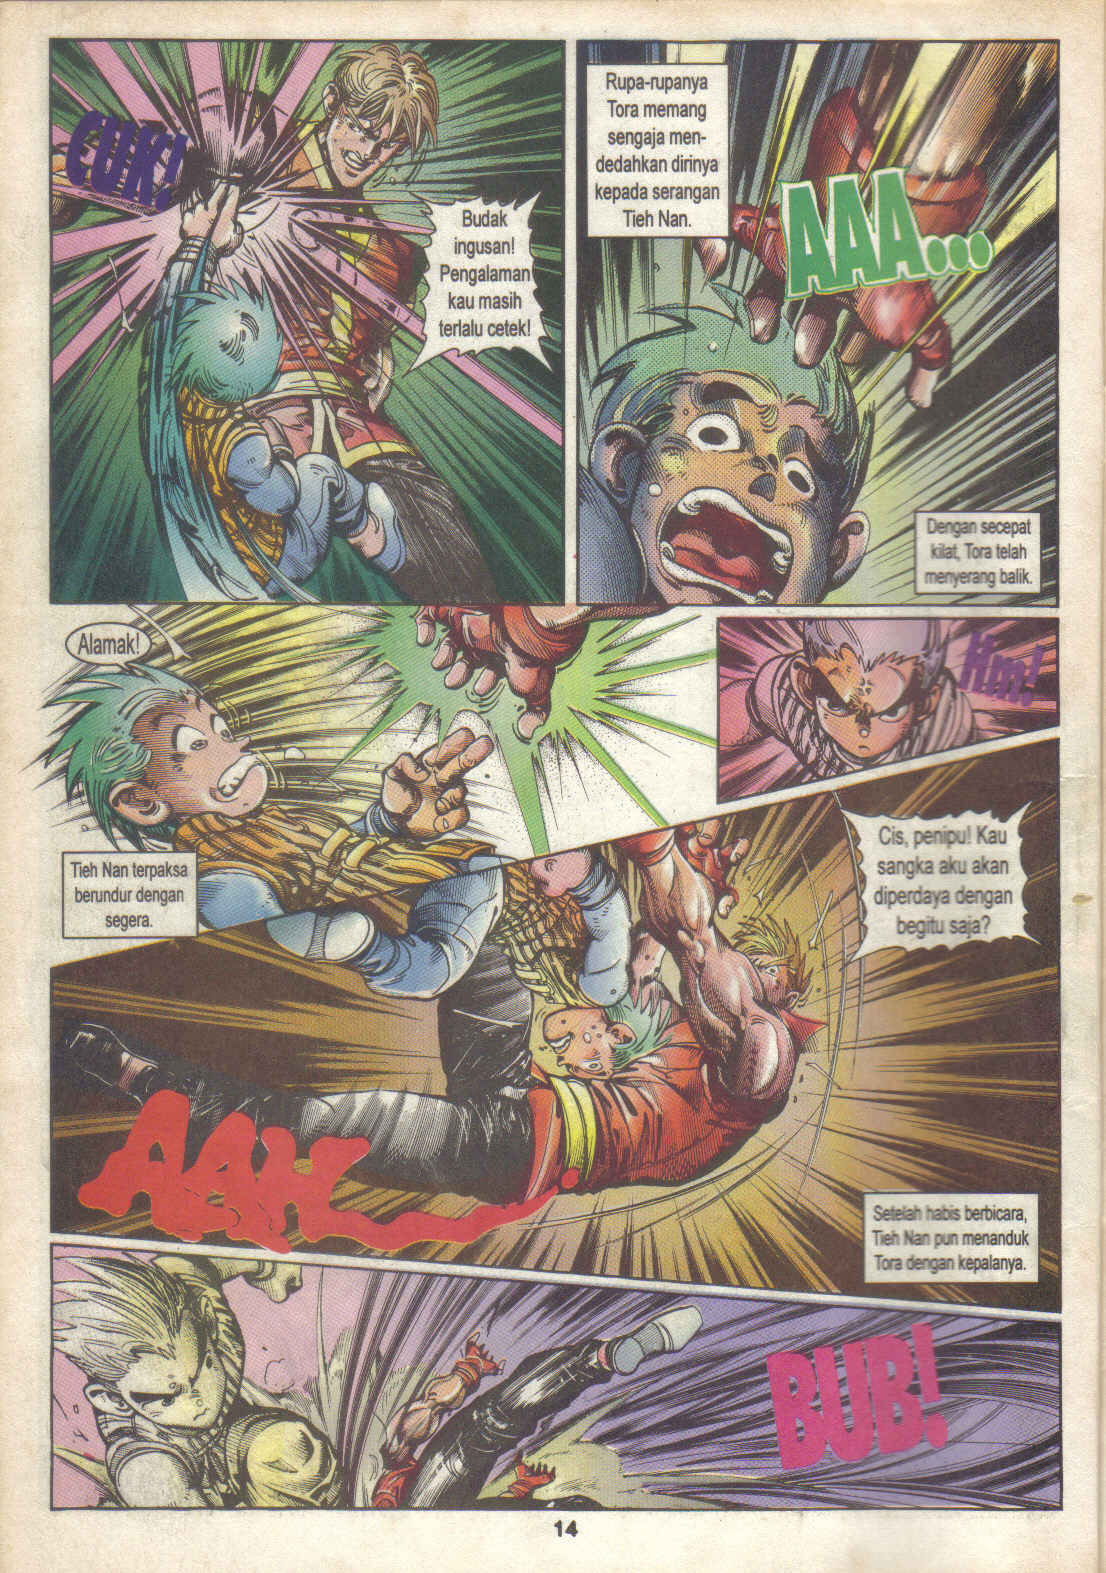 CUK!
Budak
ingusan!
Pengalaman
kau masih
terlalu cetek!
Rupa-rupanya
Tora memang
sengaja men-
dedahkan dirinya
kepada serangan
Tieh Nan.
AAA...
Dengan secepat
kilat, Tora telah
menyerang balik.
Alamak!
Tieh Nan terpaksa
berundur dengan
segera.
Hm!
Cis, penipu! Kau
sangka aku akan
diperdaya dengan
begitu saja?
AAH
Setelah habis berbicara,
Tieh Nan pun menanduk
Tora dengan kepalanya.
BUB!
14